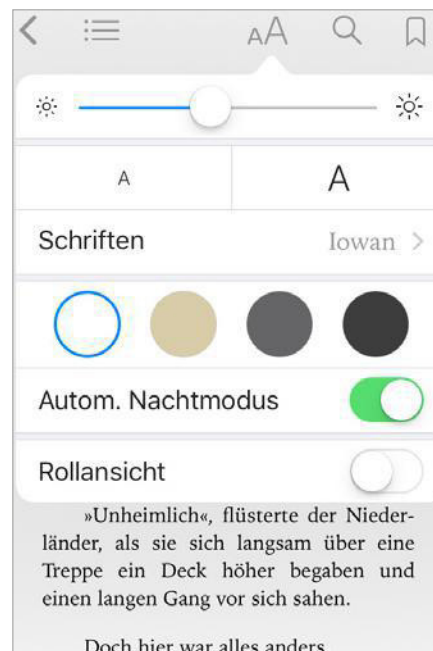 AA
A A
Schriften Iowan >
Autom. Nachtmodus
Rollansicht
»Unheimlich«, flüsterte der Nieder-
länder, als sie sich langsam über eine
Treppe ein Deck höher begaben und
einen langen Gang vor sich sahen.
Doch hier war alles anders.